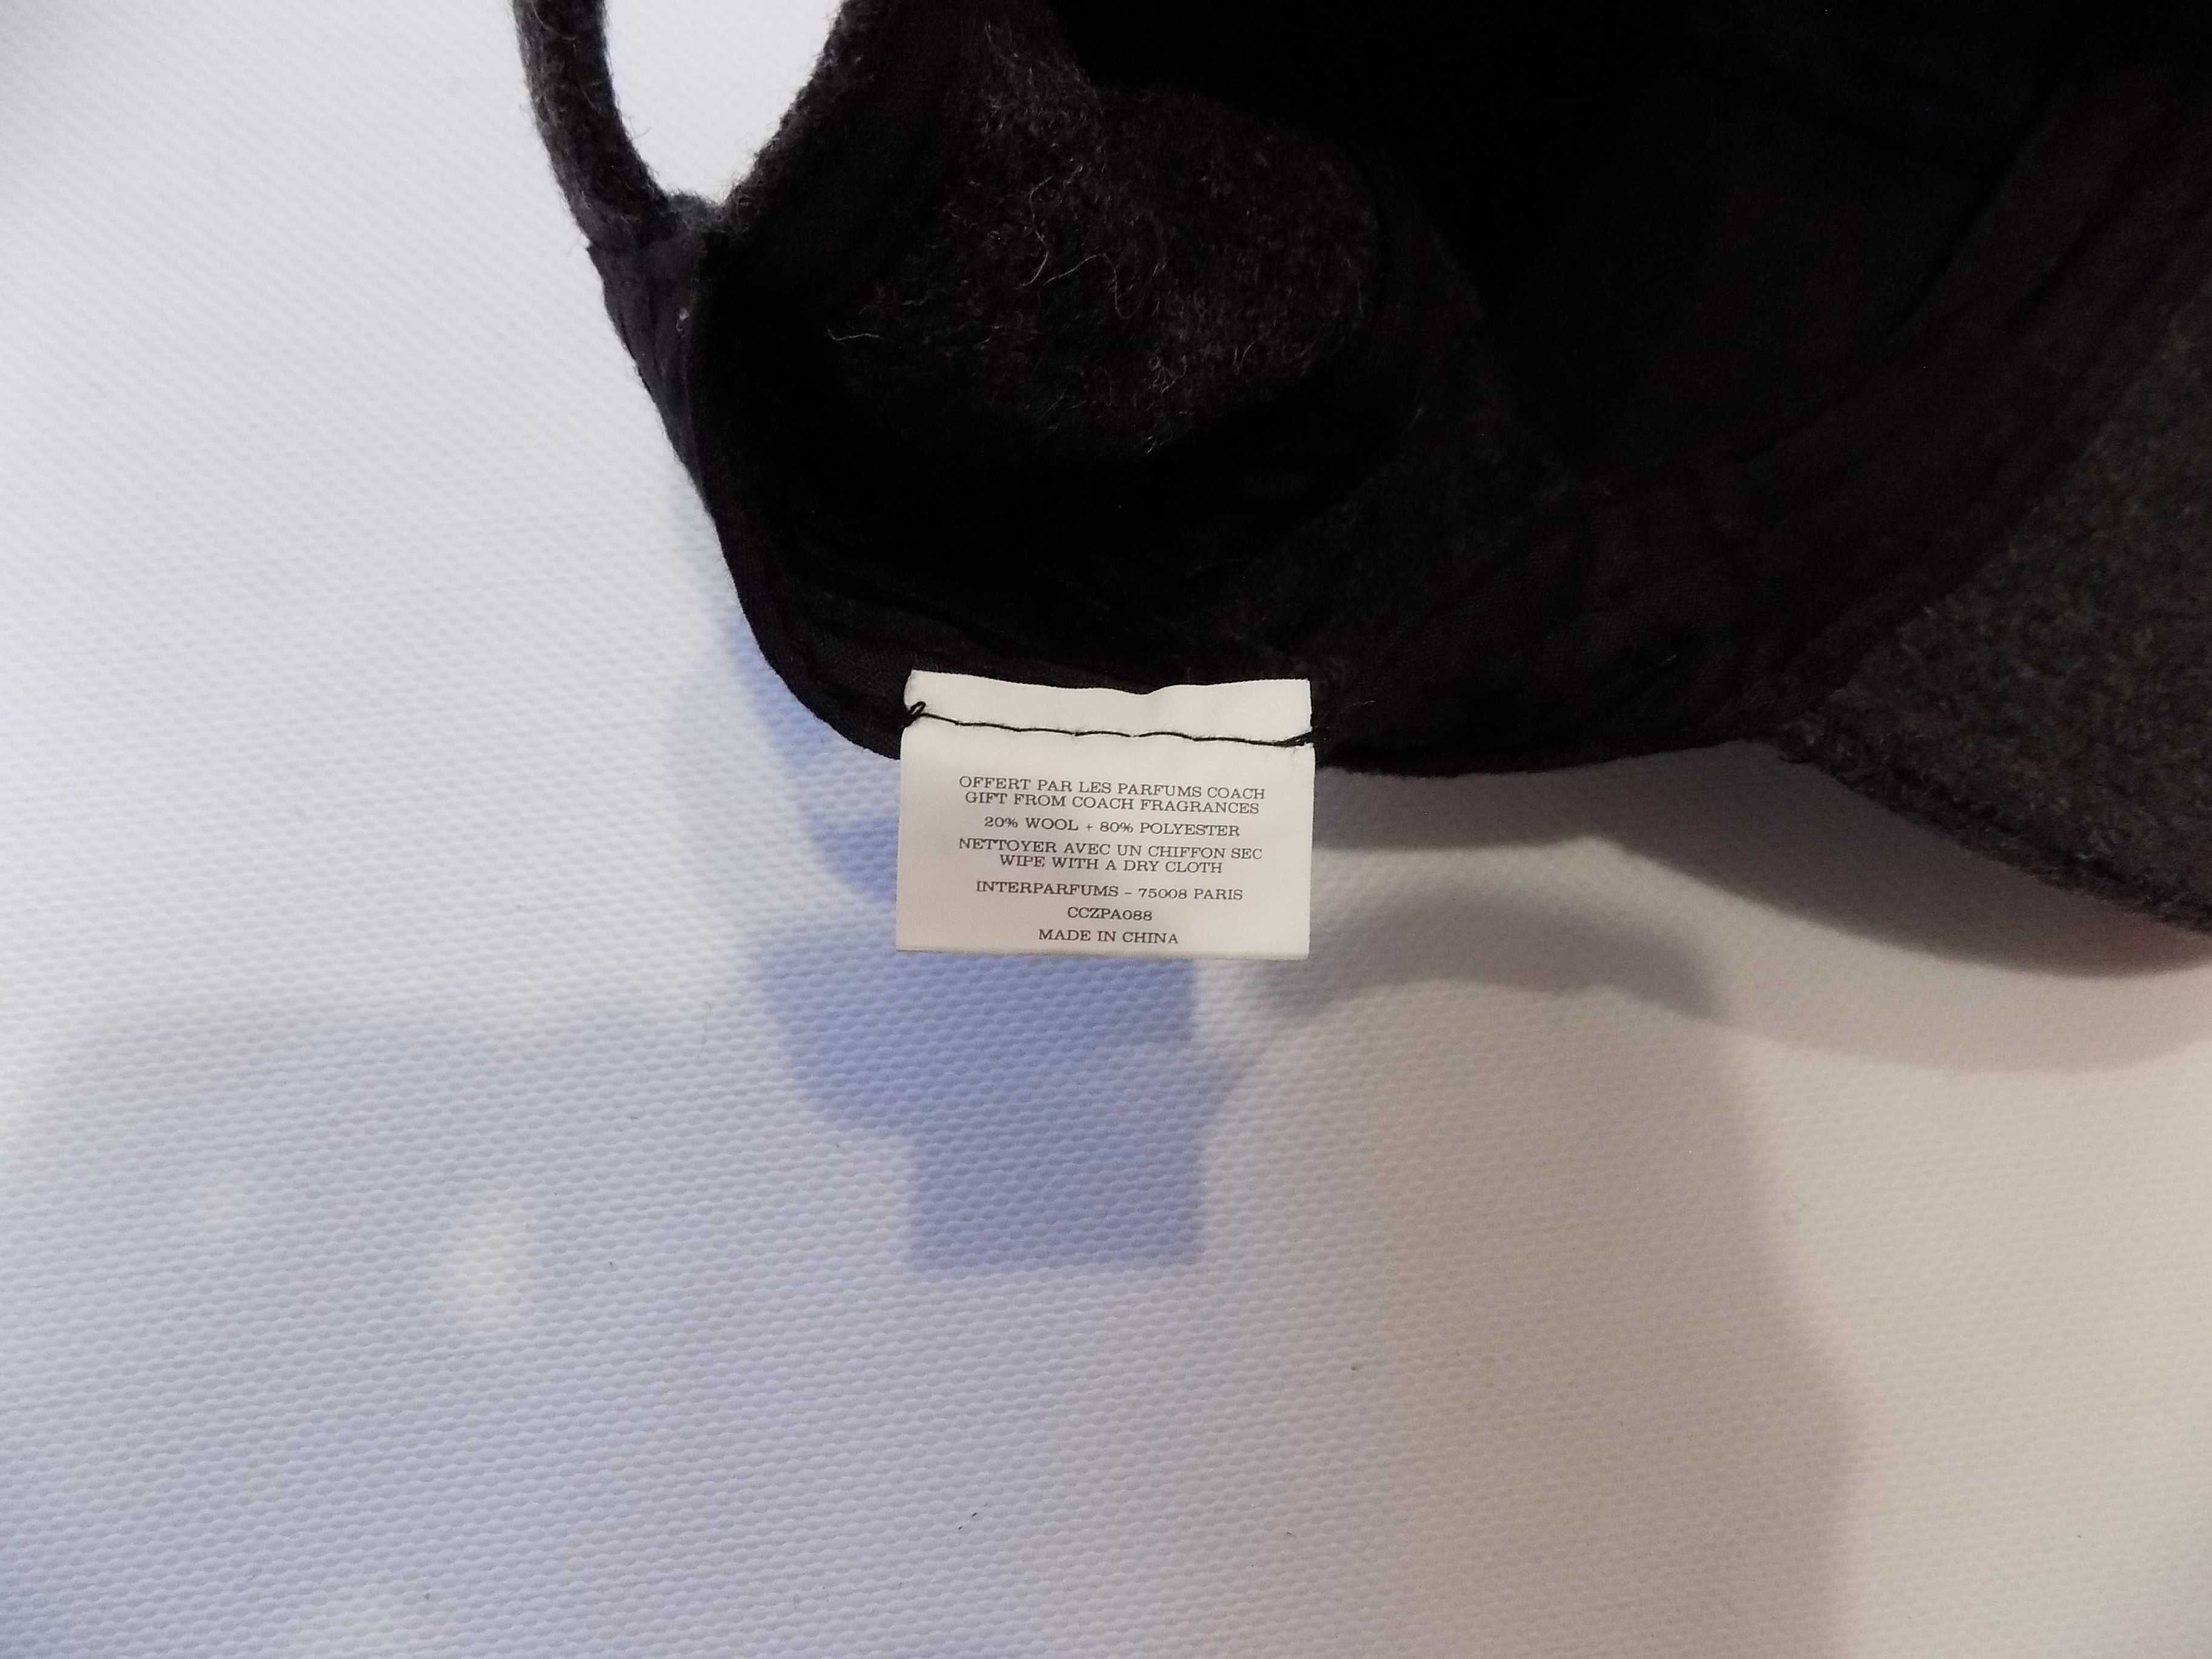 OFFERT PAR LES PARFUMS COACH
GIFT FROM COACH FRAGRANCES
20% WOOL + 80% POLYESTER
NETTOYER AVEC UN CHIFFON SEC
WIPE WITH A DRY CLOTH
INTERPARFUMS – 75008 PARIS
CCZPA088
MADE IN CHINA